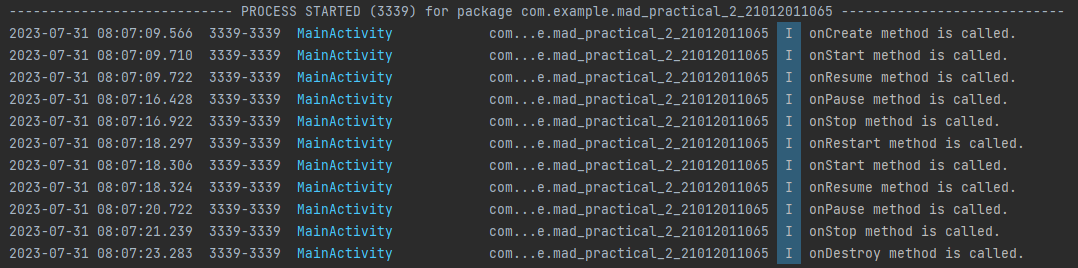 ---------------------------- PROCESS STARTED (3339) for package com.example.mad_practical_2_21012011065 ----------------------------
2023-07-31 08:07:09.566  3339-3339  MainActivity            com...e.mad_practical_2_21012011065  I  onCreate method is called.
2023-07-31 08:07:09.710  3339-3339  MainActivity            com...e.mad_practical_2_21012011065  I  onStart method is called.
2023-07-31 08:07:09.722  3339-3339  MainActivity            com...e.mad_practical_2_21012011065  I  onResume method is called.
2023-07-31 08:07:16.428  3339-3339  MainActivity            com...e.mad_practical_2_21012011065  I  onPause method is called.
2023-07-31 08:07:16.922  3339-3339  MainActivity            com...e.mad_practical_2_21012011065  I  onStop method is called.
2023-07-31 08:07:18.297  3339-3339  MainActivity            com...e.mad_practical_2_21012011065  I  onRestart method is called.
2023-07-31 08:07:18.306  3339-3339  MainActivity            com...e.mad_practical_2_21012011065  I  onStart method is called.
2023-07-31 08:07:18.324  3339-3339  MainActivity            com...e.mad_practical_2_21012011065  I  onResume method is called.
2023-07-31 08:07:20.722  3339-3339  MainActivity            com...e.mad_practical_2_21012011065  I  onPause method is called.
2023-07-31 08:07:21.239  3339-3339  MainActivity            com...e.mad_practical_2_21012011065  I  onStop method is called.
2023-07-31 08:07:23.283  3339-3339  MainActivity            com...e.mad_practical_2_21012011065  I  onDestroy method is called.